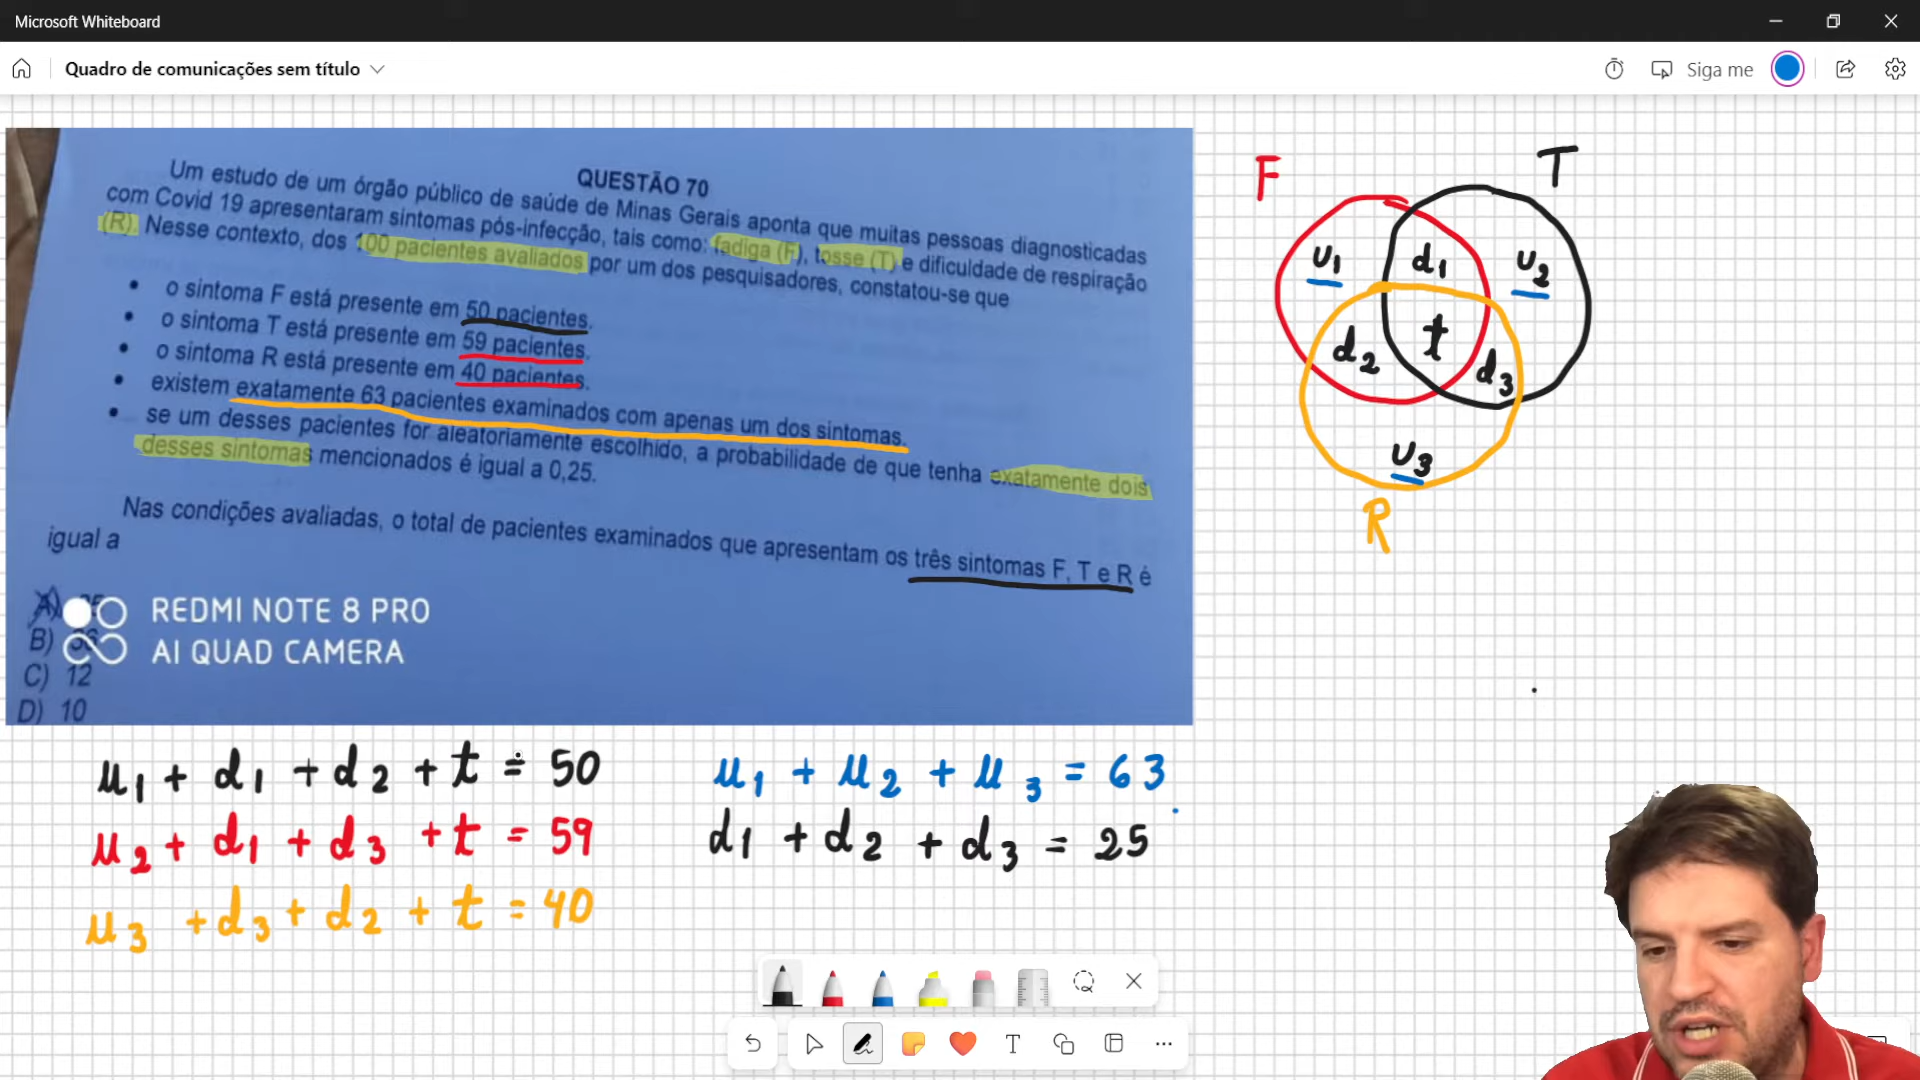 Microsoft Whiteboard
Quadro de comunicações sem título
Siga me
QUESTÃO 70
Um estudo de um órgão público de saúde de Minas Gerais aponta que muitas pessoas diagnosticadas
com Covid 19 apresentaram sintomas pós-infecção, tais como: fadiga (F), tosse (T) e dificuldade de respiração
(R). Nesse contexto, dos 100 pacientes avaliados por um dos pesquisadores, constatou-se que
• o sintoma F está presente em 50 pacientes.
• o sintoma T está presente em 59 pacientes.
• o sintoma R está presente em 40 pacientes.
• existem exatamente 63 pacientes examinados com apenas um dos sintomas.
• se um desses pacientes for aleatoriamente escolhido, a probabilidade de que tenha exatamente dois
desses sintomas mencionados é igual a 0,25.
Nas condições avaliadas, o total de pacientes examinados que apresentam os três sintomas F, T e R é
igual a
A)
B) 36
C) 12
D) 10
REDMI NOTE 8 PRO
AI QUAD CAMERA
F
T
u1 d1 u2
d2 t d3
u3
R
u1 + d1 + d2 + t = 50
u2 + d1 + d3 + t = 59
u3 + d3 + d2 + t = 40
u1 + u2 + u3 = 63
d1 + d2 + d3 = 25